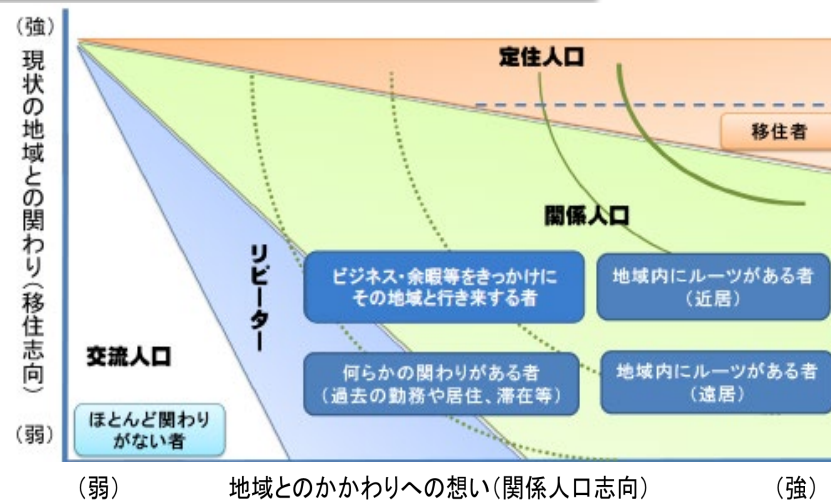 (強)
現状の地域との関わり(移住志向)
(弱)
定住人口
移住者
関係人口
リピーター
ビジネス・余暇等をきっかけに
その地域と行き来する者
地域内にルーツがある者
(近居)
何らかの関わりがある者
(過去の勤務や居住、滞在等)
地域内にルーツがある者
(遠居)
交流人口
ほとんど関わり
がない者
(弱)
地域とのかかわりへの想い(関係人口志向)
(強)